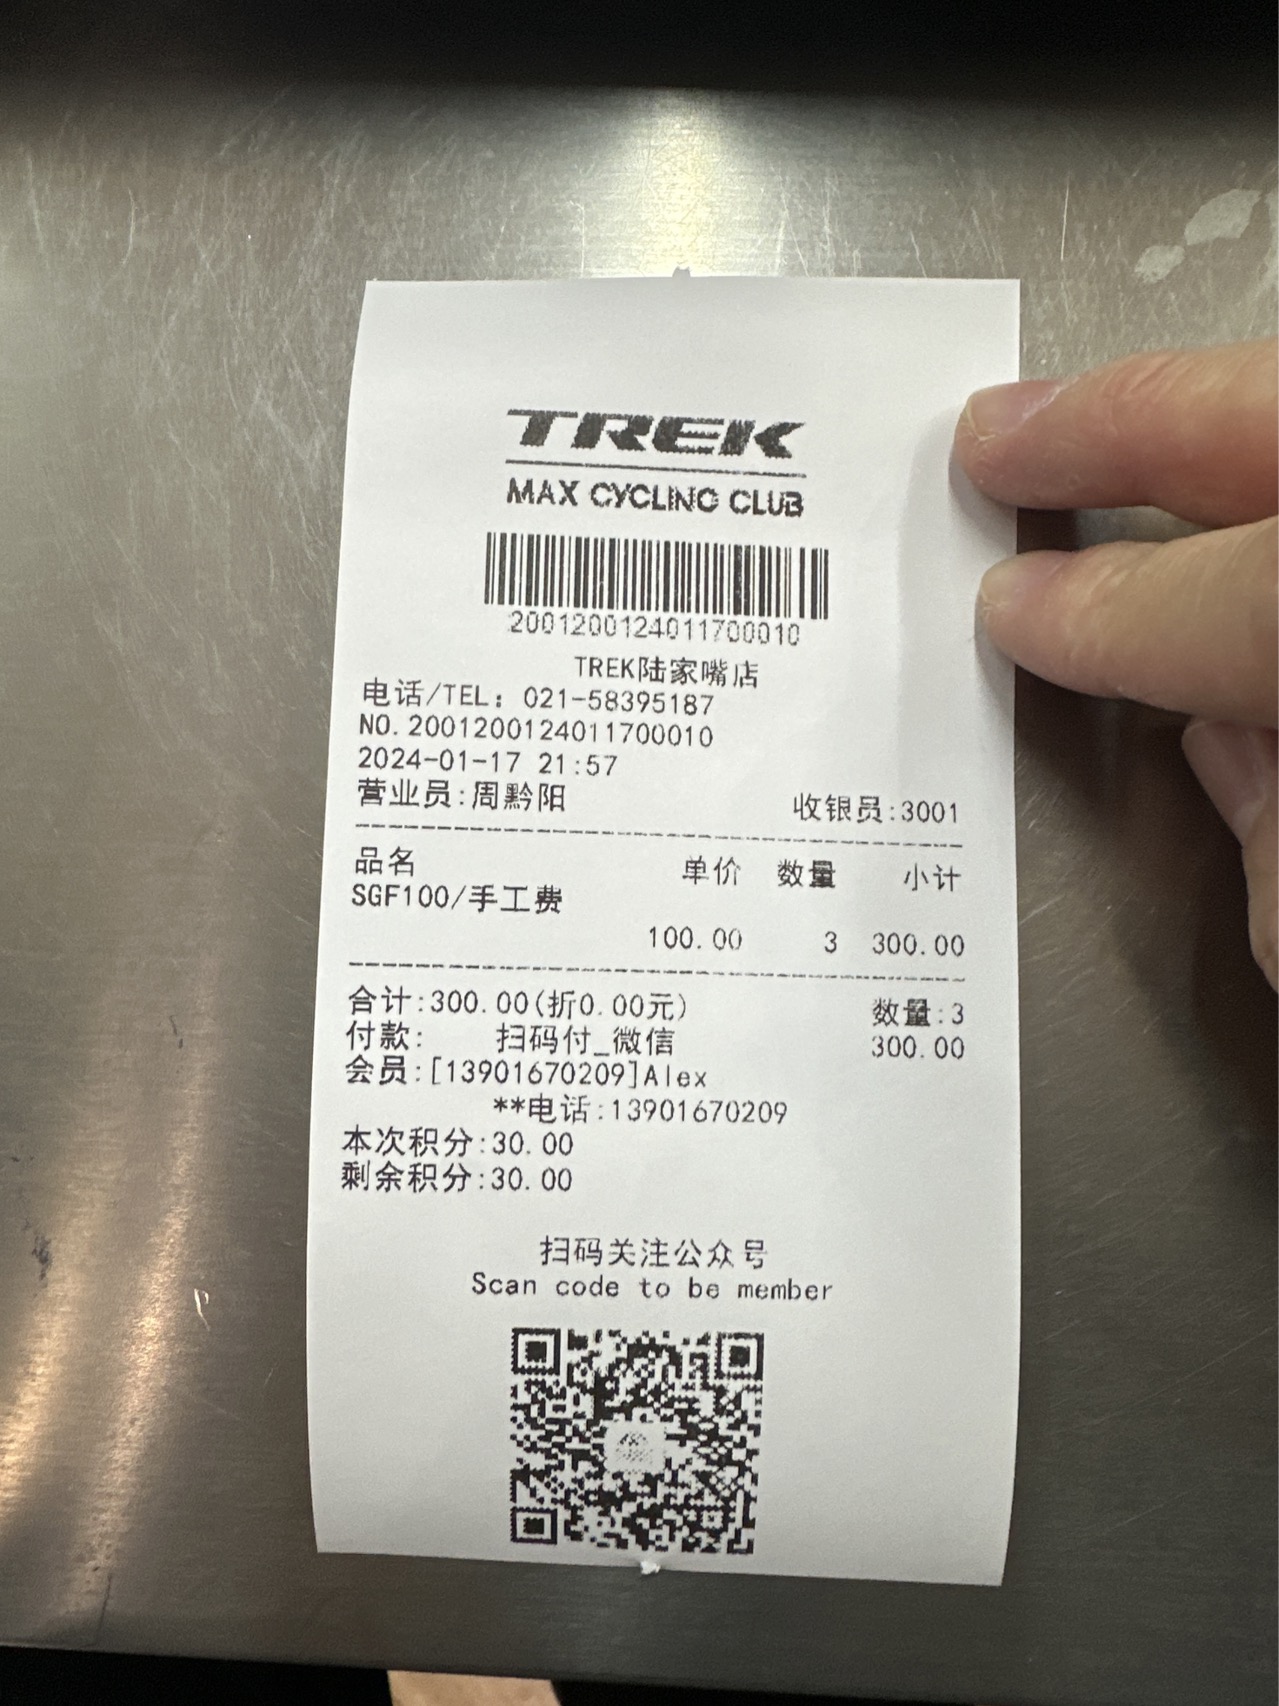 TREK
MAX CYCLING CLUB
2001200124011700010
TREK陆家嘴店
电话/TEL: 021-58395187
NO.2001200124011700010
2024-01-17 21:57
营业员:周黔阳 收银员:3001
品名 单价 数量 小计
SGF100/手工费
100.00 3 300.00
合计:300.00(折0.00元) 数量:3
付款: 扫码付_微信 300.00
会员:[13901670209]Alex
**电话:13901670209
本次积分:30.00
剩余积分:30.00
扫码关注公众号
Scan code to be member